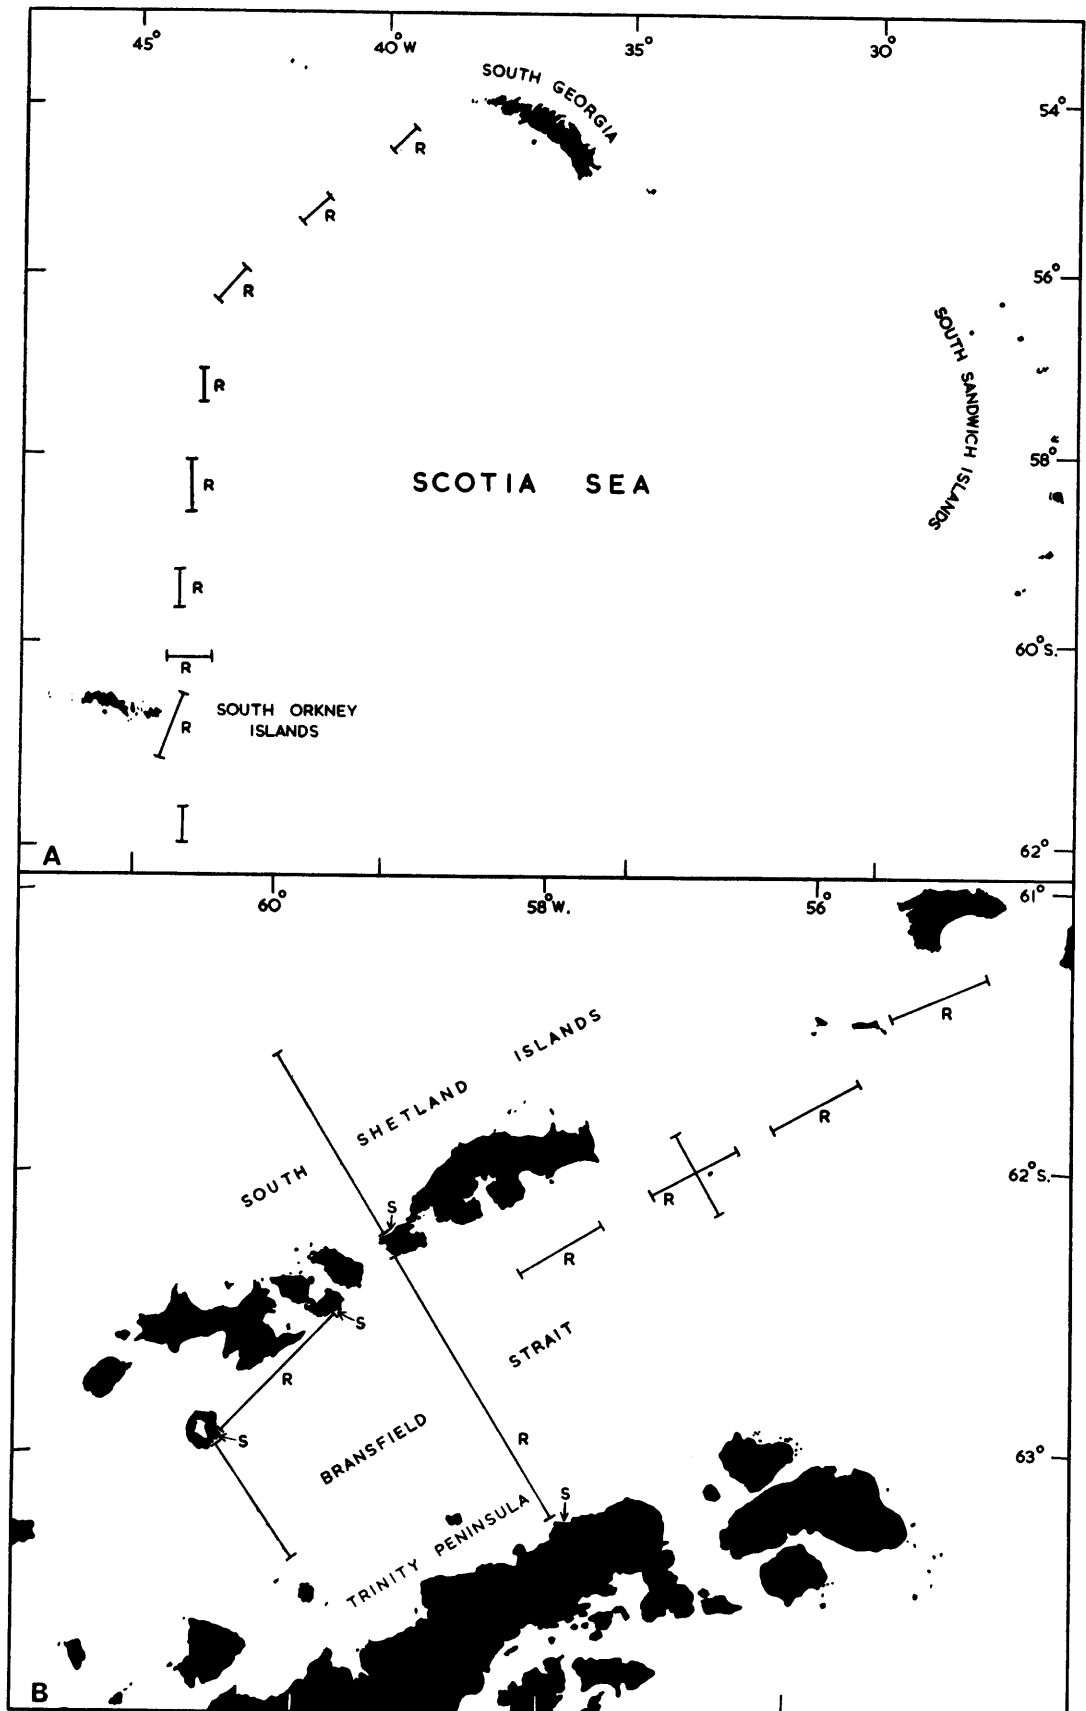 45° 40°W 35° 30°
SOUTH GEORGIA
54°
R
R
56°
R
SOUTH SANDWICH ISLANDS
R
58°
SCOTIA SEA
R
R
60°S.
R
SOUTH ORKNEY
ISLANDS
R
62°
A
60° 58°W. 56°
61°
R
SOUTH SHETLAND ISLANDS
R
62°S.
R
S
R
S
R
BRANSFIELD STRAIT
S
R
63°
S
TRINITY PENINSULA
B